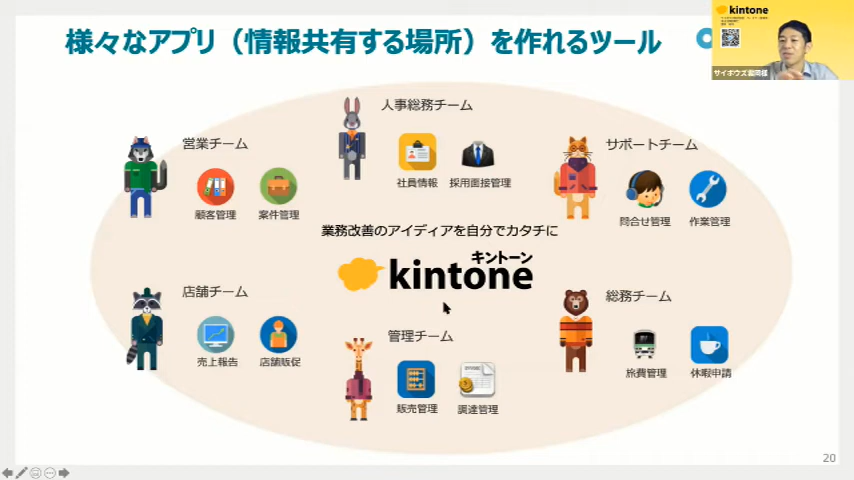 様々なアプリ（情報共有する場所）を作れるツール
kintone
人事総務チーム
社員情報
採用面接管理
営業チーム
顧客管理
案件管理
サポートチーム
問合せ管理
作業管理
業務改善のアイディアを自分でカタチに
キントーン
kintone
店舗チーム
売上報告
店舗販促
管理チーム
販売管理
調達管理
総務チーム
旅費管理
休暇申請
20